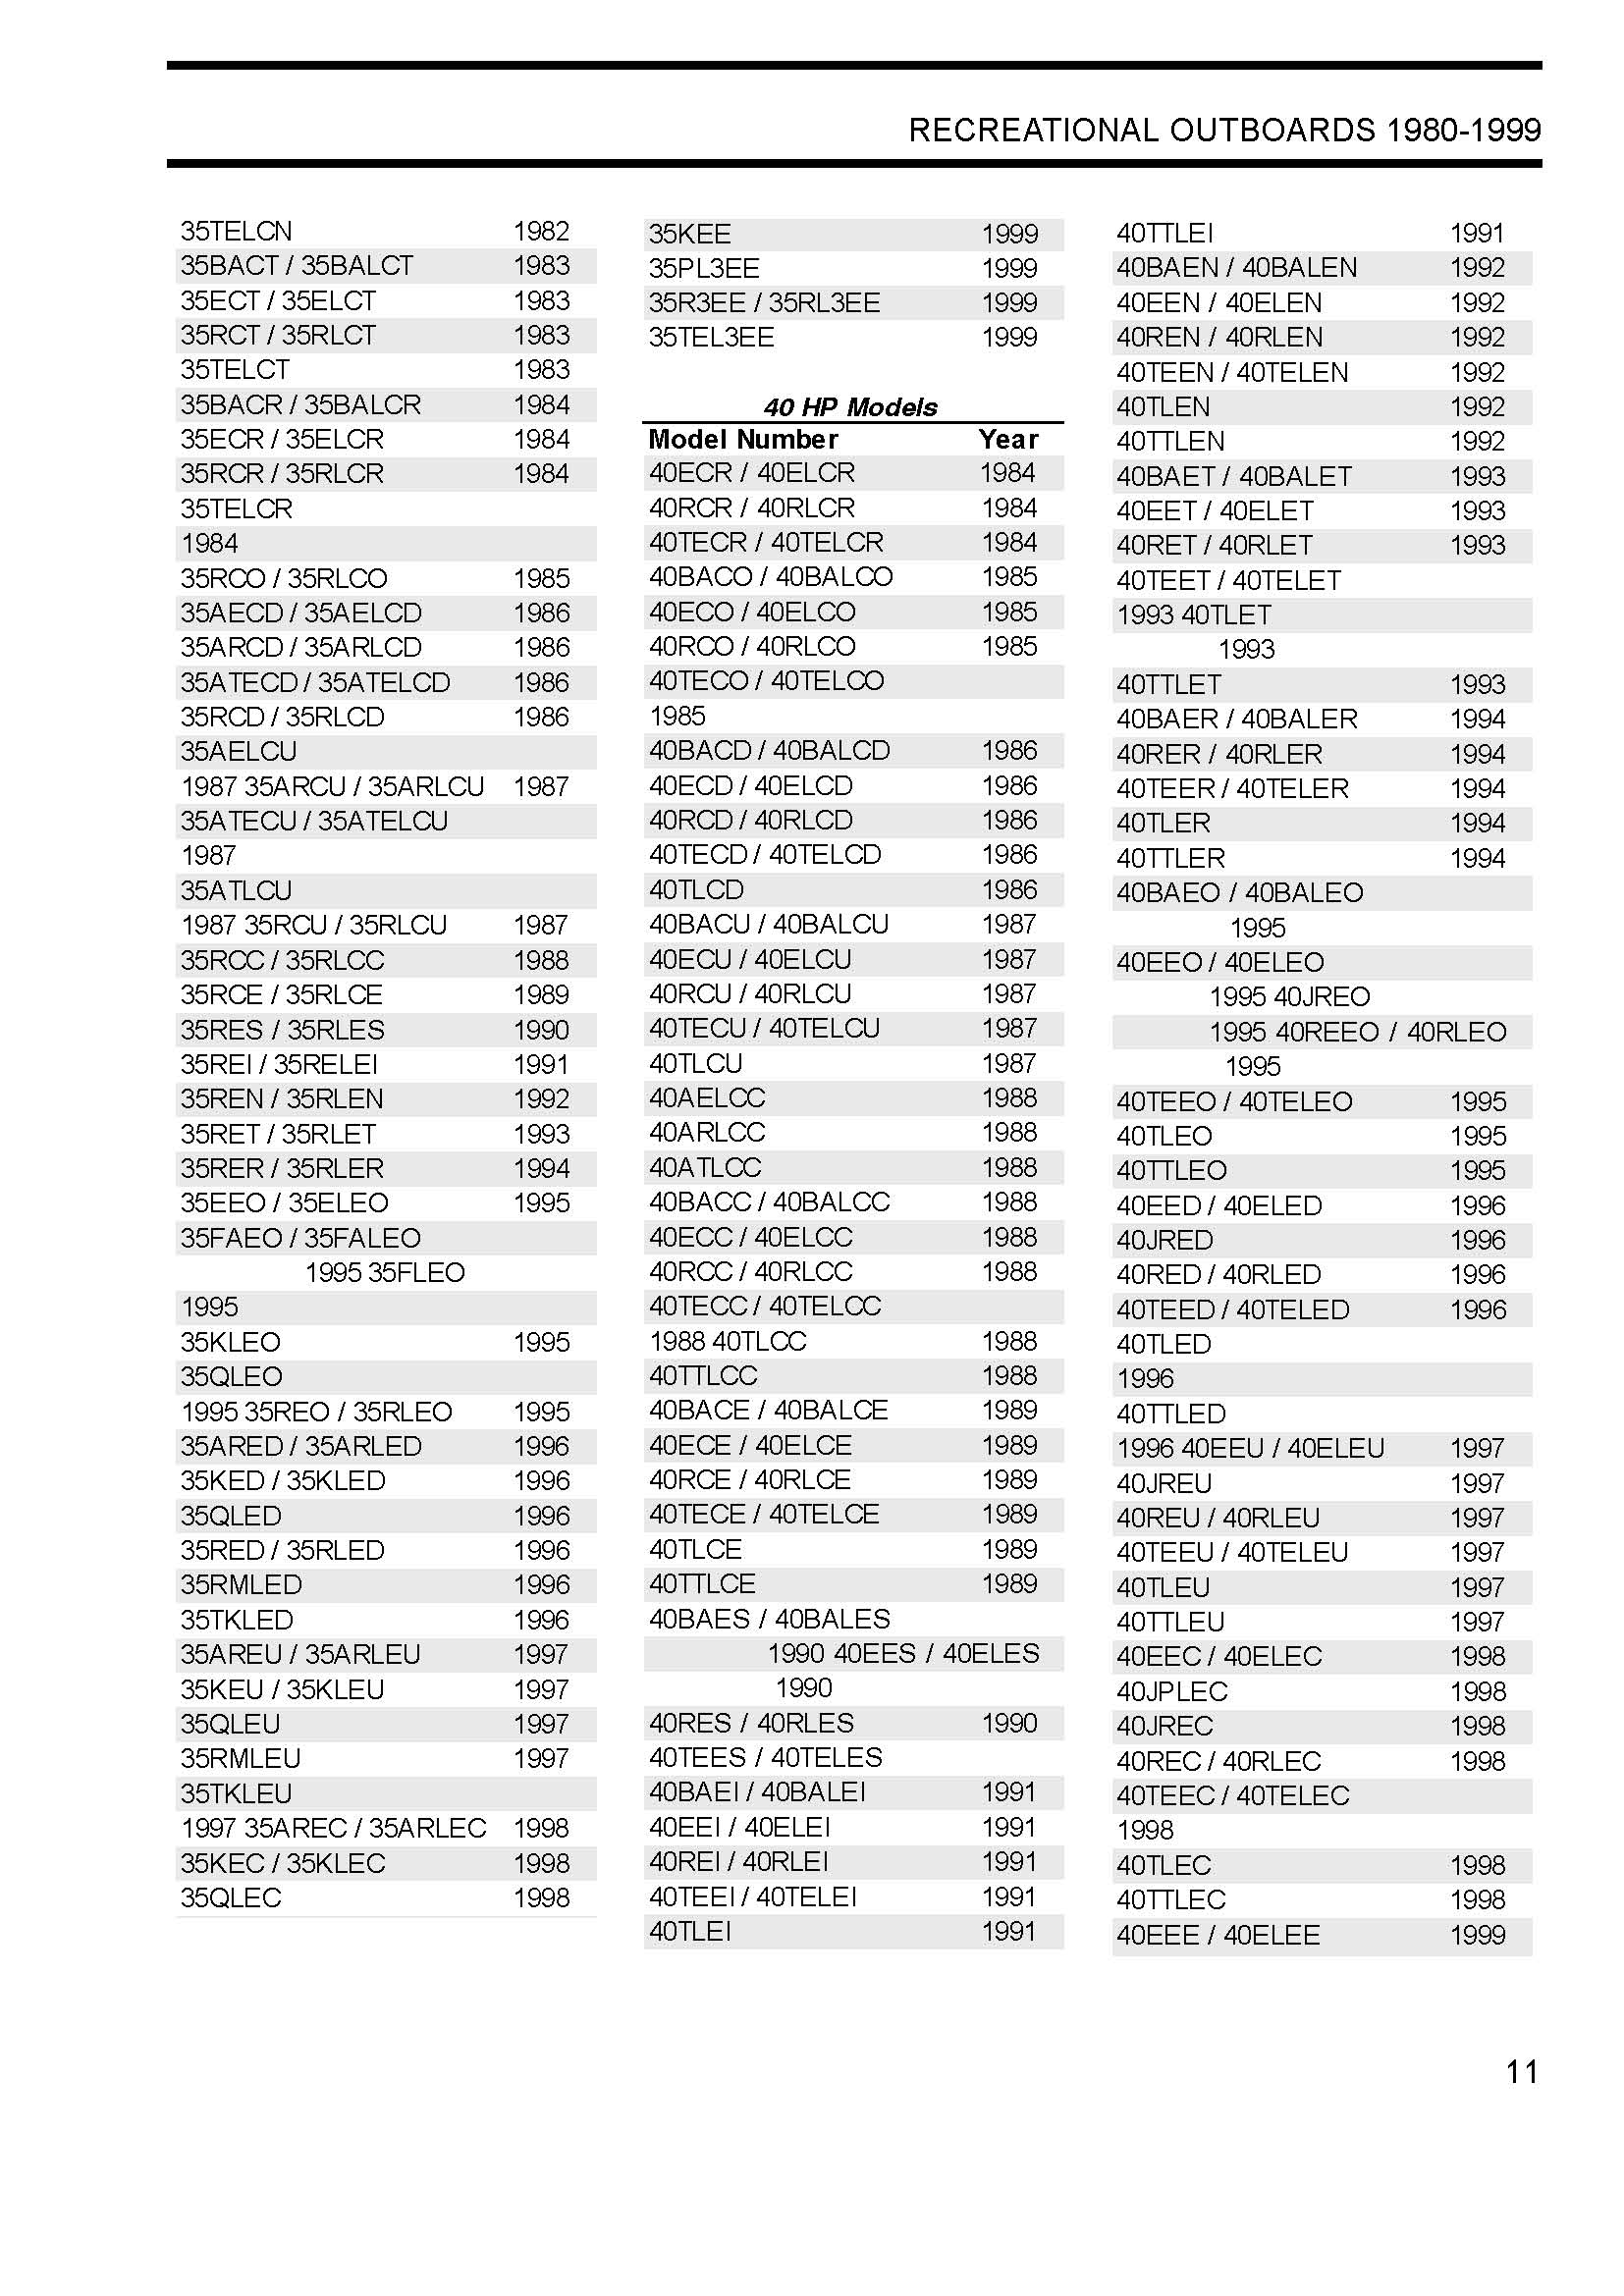 RECREATIONAL OUTBOARDS 1980-1999
35TELCN 1982
35BACT / 35BALCT 1983
35ECT / 35ELCT 1983
35RCT / 35RLCT 1983
35TELCT 1983
35BACR / 35BALCR 1984
35ECR / 35ELCR 1984
35RCR / 35RLCR 1984
35TELCR
1984
35RCO / 35RLCO 1985
35AECD / 35AELCD 1986
35ARCD / 35ARLCD 1986
35ATECD / 35ATELCD 1986
35RCD / 35RLCD 1986
35AELCU
1987 35ARCU / 35ARLCU 1987
35ATECU / 35ATELCU
1987
35ATLCU
1987 35RCU / 35RLCU 1987
35RCC / 35RLCC 1988
35RCE / 35RLCE 1989
35RES / 35RLES 1990
35REI / 35RELEI 1991
35REN / 35RLEN 1992
35RET / 35RLET 1993
35RER / 35RLER 1994
35EEO / 35ELEO 1995
35FAEO / 35FALEO
1995 35FLEO
1995
35KLEO 1995
35QLEO
1995 35REO / 35RLEO 1995
35ARED / 35ARLED 1996
35KED / 35KLED 1996
35QLED 1996
35RED / 35RLED 1996
35RMLED 1996
35TKLED 1996
35AREU / 35ARLEU 1997
35KEU / 35KLEU 1997
35QLEU 1997
35RMLEU 1997
35TKLEU
1997 35AREC / 35ARLEC 1998
35KEC / 35KLEC 1998
35QLEC 1998
35KEE 1999
35PL3EE 1999
35R3EE / 35RL3EE 1999
35TEL3EE 1999
40 HP Models
Model Number Year
40ECR / 40ELCR 1984
40RCR / 40RLCR 1984
40TECR / 40TELCR 1984
40BACO / 40BALCO 1985
40ECO / 40ELCO 1985
40RCO / 40RLCO 1985
40TECO / 40TELCO
1985
40BACD / 40BALCD 1986
40ECD / 40ELCD 1986
40RCD / 40RLCD 1986
40TECD / 40TELCD 1986
40TLCD 1986
40BACU / 40BALCU 1987
40ECU / 40ELCU 1987
40RCU / 40RLCU 1987
40TECU / 40TELCU 1987
40TLCU 1987
40AELCC 1988
40ARLCC 1988
40ATLCC 1988
40BACC / 40BALCC 1988
40ECC / 40ELCC 1988
40RCC / 40RLCC 1988
40TECC / 40TELCC
1988 40TLCC 1988
40TTLCC 1988
40BACE / 40BALCE 1989
40ECE / 40ELCE 1989
40RCE / 40RLCE 1989
40TECE / 40TELCE 1989
40TLCE 1989
40TTLCE 1989
40BAES / 40BALES
1990 40EES / 40ELES
1990
40RES / 40RLES 1990
40TEES / 40TELES
40BAEI / 40BALEI 1991
40EEI / 40ELEI 1991
40REI / 40RLEI 1991
40TEEI / 40TELEI 1991
40TLEI 1991
40TTLEI 1991
40BAEN / 40BALEN 1992
40EEN / 40ELEN 1992
40REN / 40RLEN 1992
40TEEN / 40TELEN 1992
40TLEN 1992
40TTLEN 1992
40BAET / 40BALET 1993
40EET / 40ELET 1993
40RET / 40RLET 1993
40TEET / 40TELET
1993 40TLET
1993
40TTLET 1993
40BAER / 40BALER 1994
40RER / 40RLER 1994
40TEER / 40TELER 1994
40TLER 1994
40TTLER 1994
40BAEO / 40BALEO
1995
40EEO / 40ELEO
1995 40JREO
1995 40REEO / 40RLEO
1995
40TEEO / 40TELEO 1995
40TLEO 1995
40TTLEO 1995
40EED / 40ELED 1996
40JRED 1996
40RED / 40RLED 1996
40TEED / 40TELED 1996
40TLED
1996
40TTLED
1996 40EEU / 40ELEU 1997
40JREU 1997
40REU / 40RLEU 1997
40TEEU / 40TELEU 1997
40TLEU 1997
40TTLEU 1997
40EEC / 40ELEC 1998
40JPLEC 1998
40JREC 1998
40REC / 40RLEC 1998
40TEEC / 40TELEC
1998
40TLEC 1998
40TTLEC 1998
40EEE / 40ELEE 1999
11